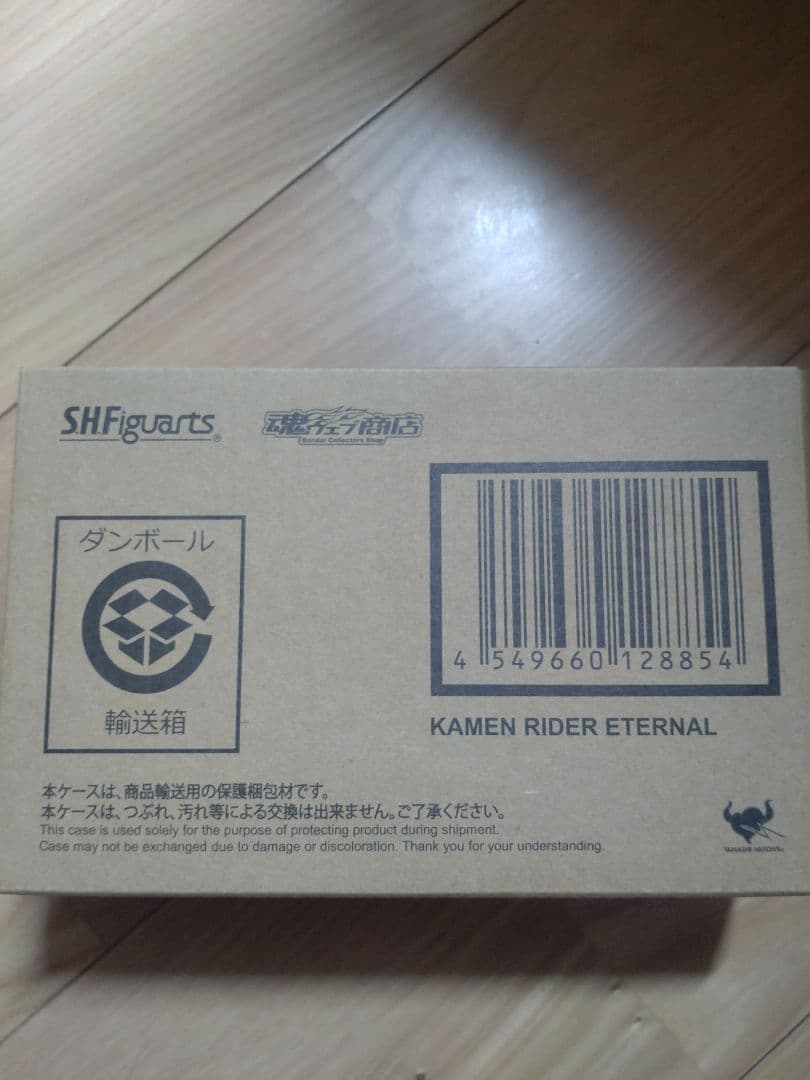 S.H.Figuarts®
魂ウェブ商店
Bandai Collectors Shop
ダンボール
輸送箱
4 549660 128854
KAMEN RIDER ETERNAL
本ケースは、商品輸送用の保護梱包材です。
本ケースは、つぶれ、汚れ等による交換は出来ません。ご了承ください。
This case is used solely for the purpose of protecting product during shipment.
Case may not be exchanged due to damage or discoloration. Thank you for your understanding.
TAMASHII NATIONS